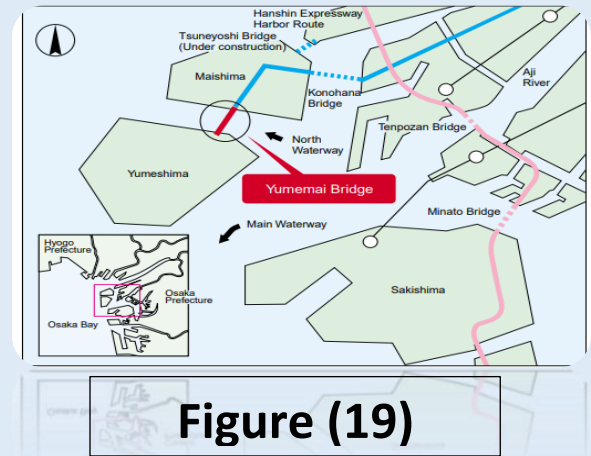 Hanshin Expressway
Harbor Route
Tsuneyoshi Bridge
(Under construction)
Maishima
Aji
River
Konohana
Bridge
Tenpozan Bridge
North
Waterway
Yumeshima
Yumemai Bridge
Minato Bridge
Main Waterway
Hyogo
Prefecture
Osaka
Prefecture
Sakishima
Osaka Bay
Figure (19)